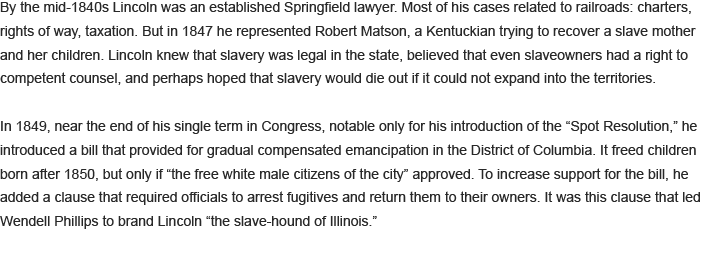 By the mid-1840s Lincoln was an established Springfield lawyer. Most of his cases related to railroads: charters,
rights of way, taxation. But in 1847 he represented Robert Matson, a Kentuckian trying to recover a slave mother
and her children. Lincoln knew that slavery was legal in the state, believed that even slaveowners had a right to
competent counsel, and perhaps hoped that slavery would die out if it could not expand into the territories.

In 1849, near the end of his single term in Congress, notable only for his introduction of the “Spot Resolution,” he
introduced a bill that provided for gradual compensated emancipation in the District of Columbia. It freed children
born after 1850, but only if “the free white male citizens of the city” approved. To increase support for the bill, he
added a clause that required officials to arrest fugitives and return them to their owners. It was this clause that led
Wendell Phillips to brand Lincoln “the slave-hound of Illinois.”